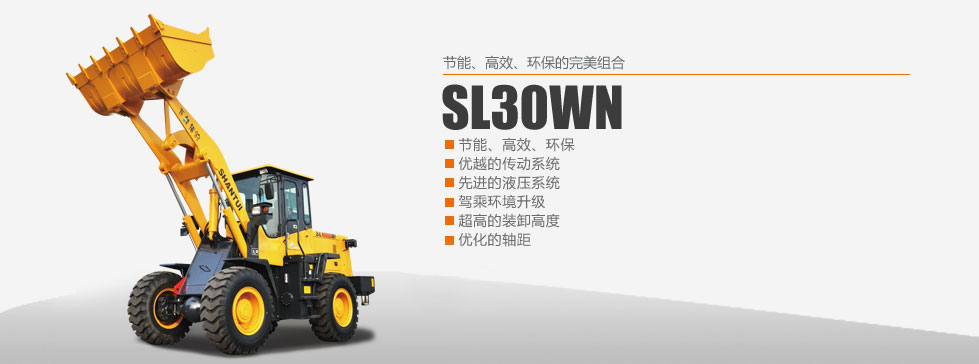 节能、高效、环保的完美组合
SL30WN
节能、高效、环保
优越的传动系统
先进的液压系统
驾乘环境升级
超高的装卸高度
优化的轴距
SHANTUI